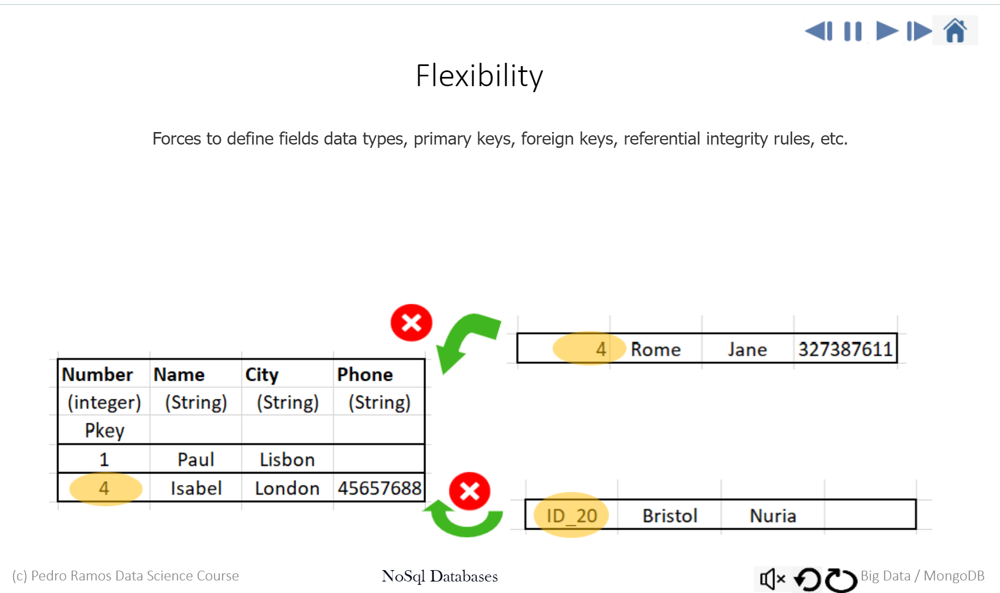 Flexibility
Forces to define fields data types, primary keys, foreign keys, referential integrity rules, etc.
4 Rome Jane 327387611
Number Name City Phone
(integer) (String) (String) (String)
Pkey
1 Paul Lisbon
4 Isabel London 45657688
ID_20 Bristol Nuria
(c) Pedro Ramos Data Science Course
NoSql Databases
Big Data / MongoDB